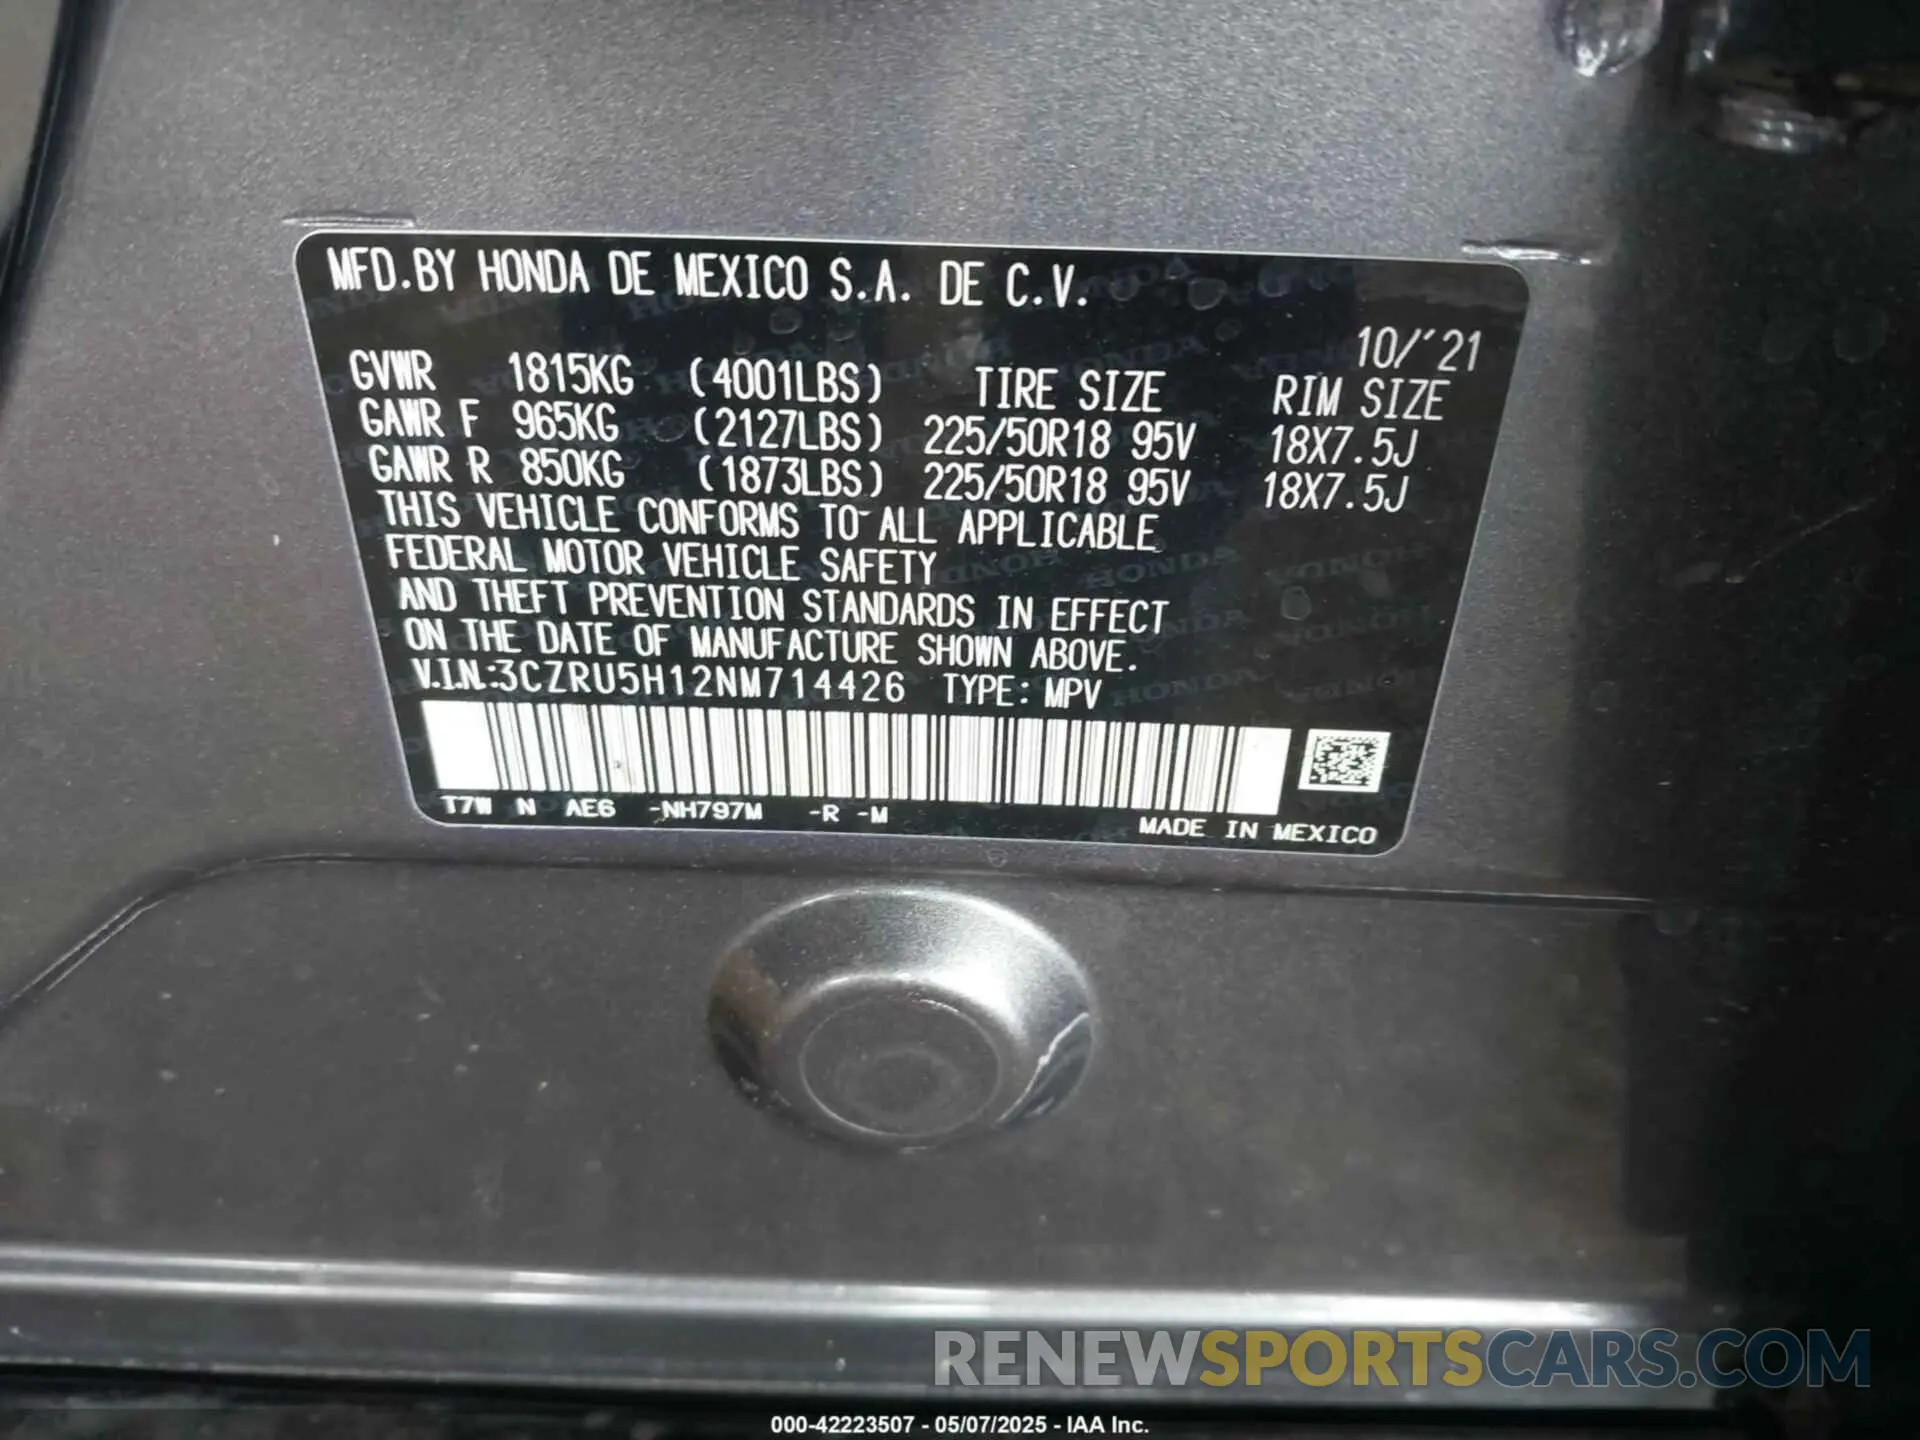 MFD.BY HONDA DE MEXICO S.A. DE C.V.
10/'21
GVWR 1815KG (4001LBS) TIRE SIZE RIM SIZE
GAWR F 965KG (2127LBS) 225/50R18 95V 18X7.5J
GAWR R 850KG (1873LBS) 225/50R18 95V 18X7.5J
THIS VEHICLE CONFORMS TO ALL APPLICABLE
FEDERAL MOTOR VEHICLE SAFETY
AND THEFT PREVENTION STANDARDS IN EFFECT
ON THE DATE OF MANUFACTURE SHOWN ABOVE.
V.I.N.:3CZRU5H12NM714426 TYPE: MPV
T7W N AE6 -NH797M -R -M
MADE IN MEXICO
RENEWSPORTSCARS.COM
000-42223507 - 05/07/2025 - IAA Inc.